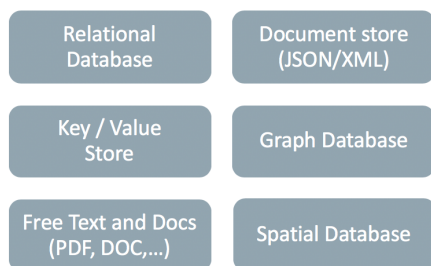 Relational
Database
Document store
(JSON/XML)
Key / Value
Store
Graph Database
Free Text and Docs
(PDF, DOC,...)
Spatial Database